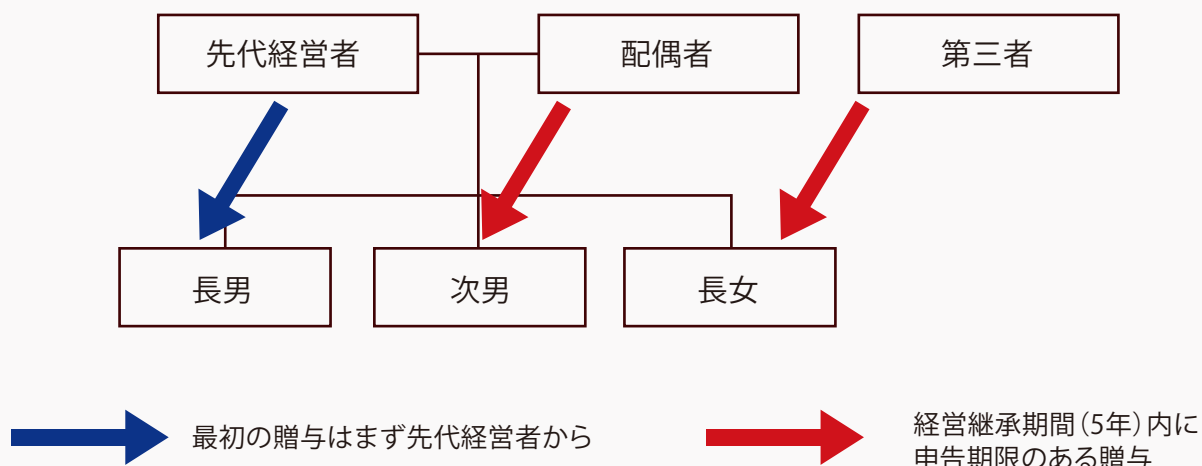 先代経営者
配偶者
第三者
長男
次男
長女
最初の贈与はまず先代経営者から
経営継承期間(5年)内に
申告期限のある贈与